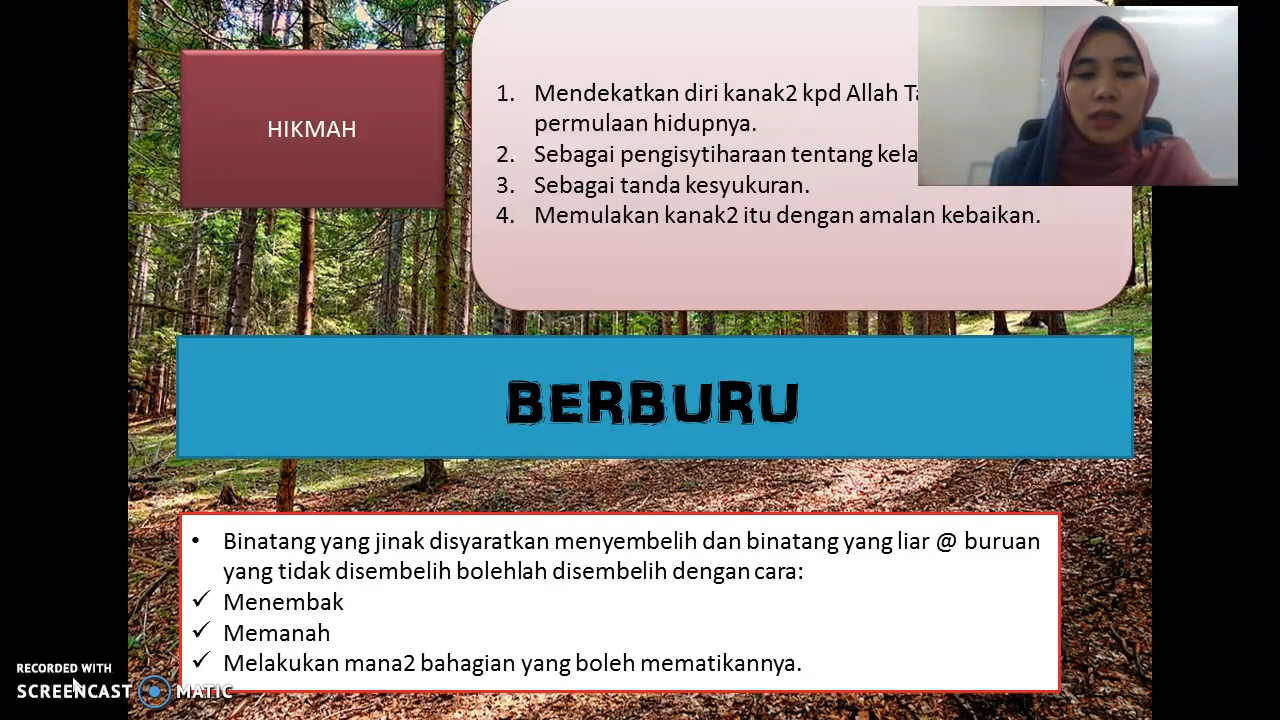 HIKMAH
1. Mendekatkan diri kanak2 kpd Allah
permulaan hidupnya.
2. Sebagai pengisytiharaan tentang
3. Sebagai tanda kesyukuran.
4. Memulakan kanak2 itu dengan amalan kebaikan.
BERBURU
• Binatang yang jinak disyaratkan menyembelih dan binatang yang liar @ buruan
yang tidak disembelih bolehlah disembelih dengan cara:
✓ Menembak
✓ Memanah
✓ Melakukan mana2 bahagian yang boleh mematikannya.
RECORDED WITH
SCREENCAST MATIC